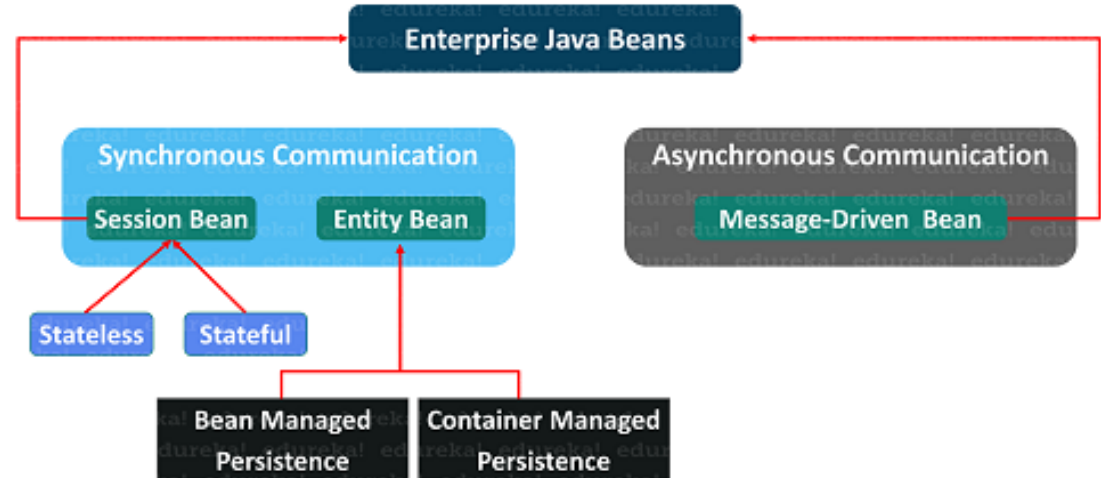 Enterprise Java Beans
Synchronous Communication
Asynchronous Communication
Session Bean
Entity Bean
Message-Driven Bean
Stateless
Stateful
Bean Managed
Persistence
Container Managed
Persistence